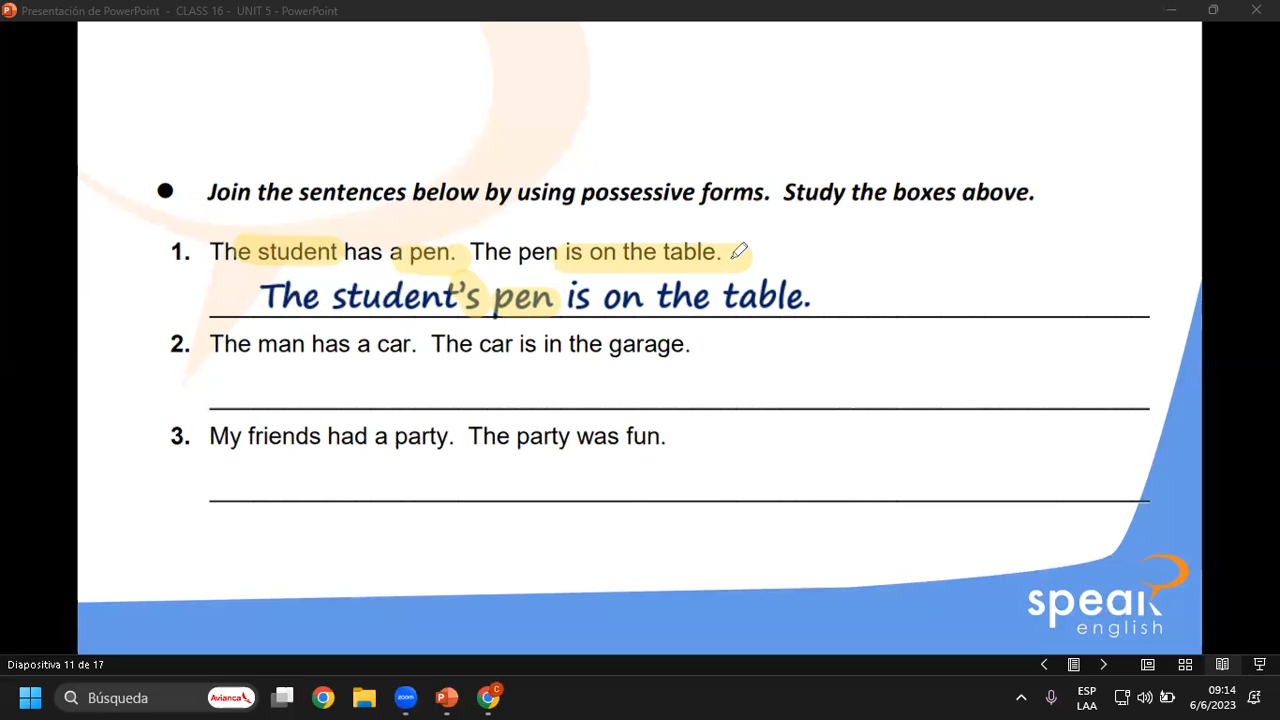 Presentación de PowerPoint - CLASS 16 - UNIT 5 - PowerPoint
● Join the sentences below by using possessive forms. Study the boxes above.
1. The student has a pen. The pen is on the table.
The student's pen is on the table.
2. The man has a car. The car is in the garage.
3. My friends had a party. The party was fun.
speak
english
Diapositiva 11 de 17
Búsqueda
Avianca
zoom
C
ESP
LAA
09:14
6/6/2023